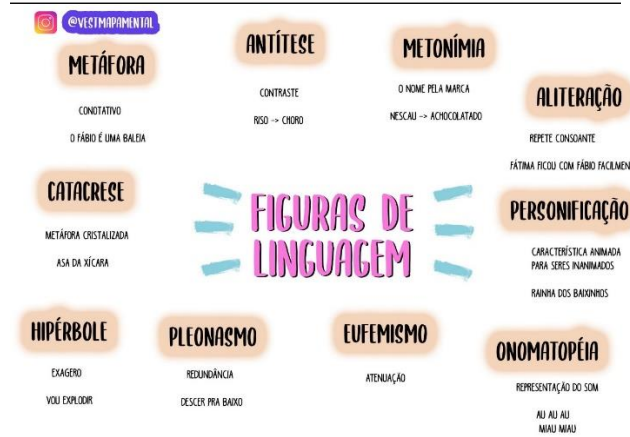 @VESTMAPAMENTAL
METÁFORA
CONOTATIVO
O FÁBIO É UMA BALEIA
ANTÍTESE
CONTRASTE
RISO -> CHORO
METONÍMIA
O NOME PELA MARCA
NESCAU -> ACHOCOLATADO
ALITERAÇÃO
REPETE CONSOANTE
FÁTIMA FICOU COM FÁBIO FACILMEN
CATACRESE
METÁFORA CRISTALIZADA
ASA DA XÍCARA
FIGURAS DE
LINGUAGEM
PERSONIFICAÇÃO
CARACTERÍSTICA ANIMADA
PARA SERES INANIMADOS
RAINHA DOS BAIXINHOS
HIPÉRBOLE
EXAGERO
VOU EXPLODIR
PLEONASMO
REDUNDÂNCIA
DESCER PRA BAIXO
EUFEMISMO
ATENUAÇÃO
ONOMATOPÉIA
REPRESENTAÇÃO DO SOM
AU AU AU
MIAU MIAU